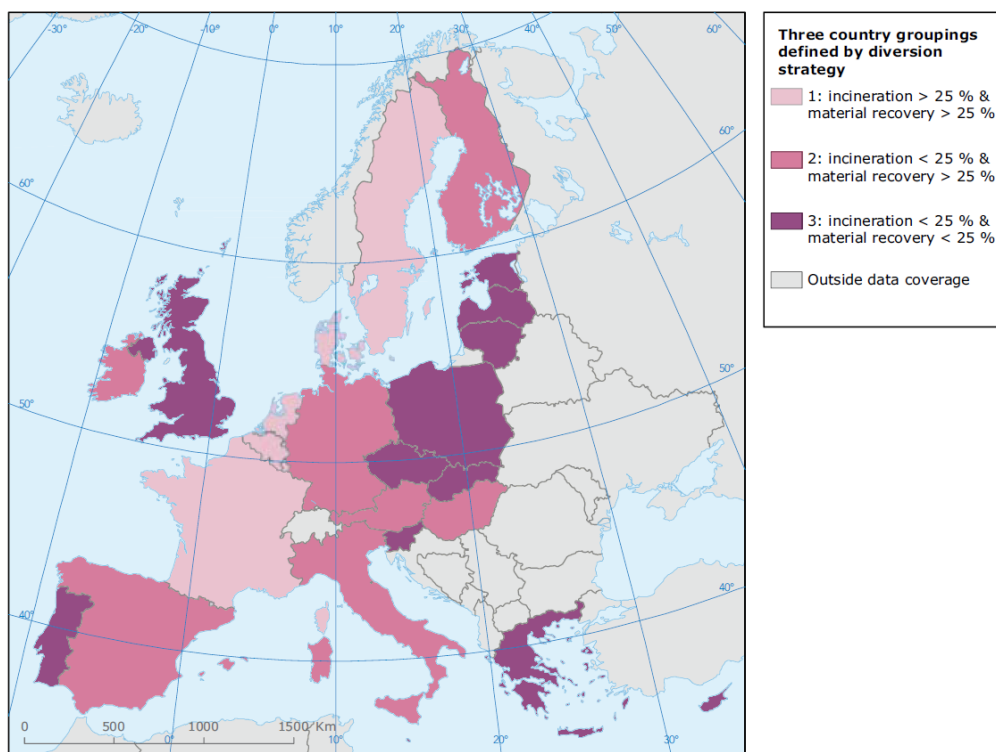 -30° -20° -10° 0° 10° 20° 30° 40° 50° 60°
60°
60°
50°
50°
40°
40°
0 500 1000 1500 Km
0° 10° 20° 30°
Three country groupings
defined by diversion
strategy
1: incineration > 25 % &
material recovery > 25 %
2: incineration < 25 % &
material recovery > 25 %
3: incineration < 25 % &
material recovery < 25 %
Outside data coverage